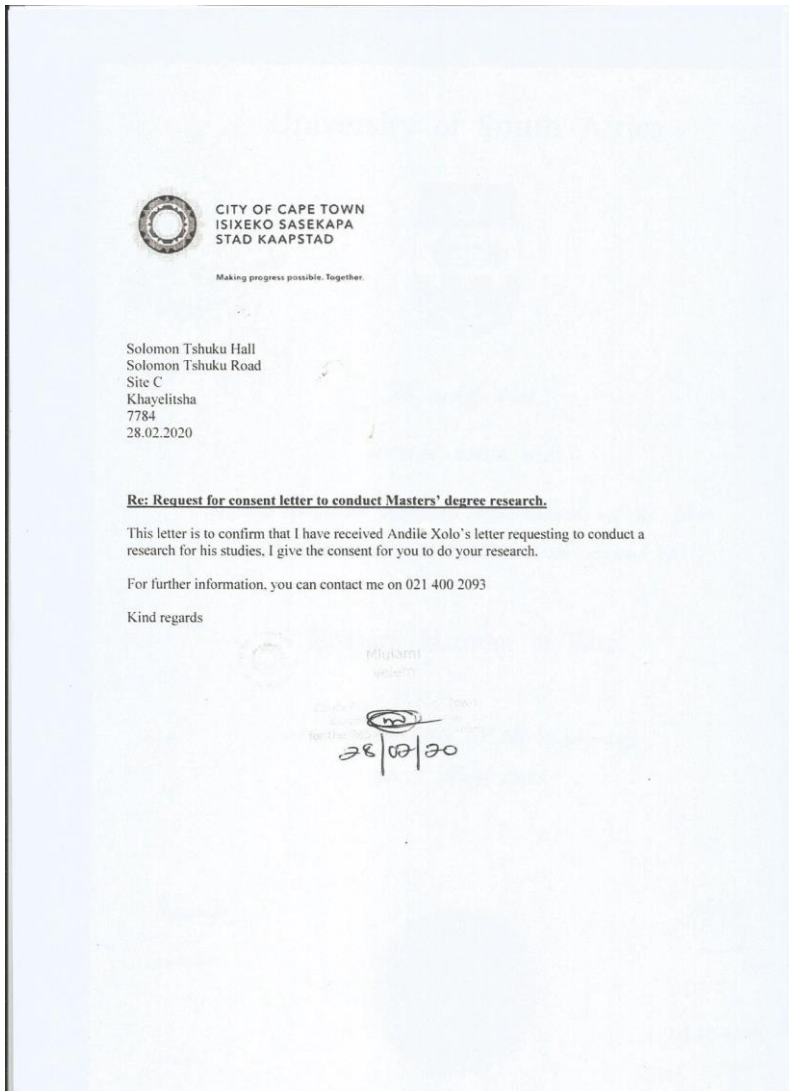 University of South Africa
CITY OF CAPE TOWN
ISIXEKO SASEKAPA
STAD KAAPSTAD
Making progress possible. Together.
Solomon Tshuku Hall
Solomon Tshuku Road
Site C
Khayelitsha
7784
28.02.2020
Re: Request for consent letter to conduct Masters' degree research.
This letter is to confirm that I have received Andile Xolo's letter requesting to conduct a
research for his studies. I give the consent for you to do your research.
For further information, you can contact me on 021 400 2093
Kind regards
28/02/20